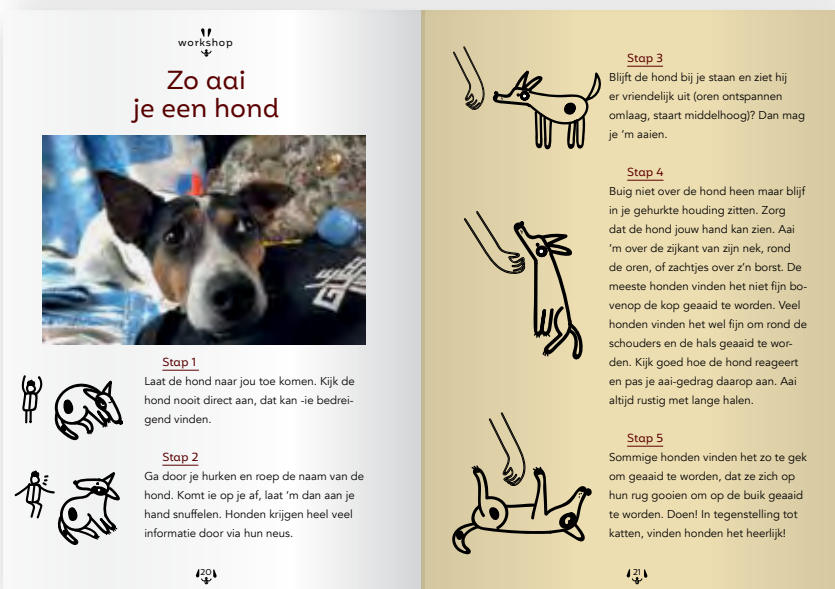 workshop
Zo aai
je een hond
Stap 1
Laat de hond naar jou toe komen. Kijk de
hond nooit direct aan, dat kan -ie bedrei-
gend vinden.
Stap 2
Ga door je hurken en roep de naam van de
hond. Komt ie op je af, laat 'm dan aan je
hand snuffelen. Honden krijgen heel veel
informatie door via hun neus.
20
Stap 3
Blijft de hond bij je staan en ziet hij
er vriendelijk uit (oren ontspannen
omlaag, staart middelhoog)? Dan mag
je 'm aaien.
Stap 4
Buig niet over de hond heen maar blijf
in je gehurkte houding zitten. Zorg
dat de hond jouw hand kan zien. Aai
'm over de zijkant van zijn nek, rond
de oren, of zachtjes over z'n borst. De
meeste honden vinden het niet fijn bo-
venop de kop geaaid te worden. Veel
honden vinden het wel fijn om rond de
schouders en de hals geaaid te wor-
den. Kijk goed hoe de hond reageert
en pas je aai-gedrag daarop aan. Aai
altijd rustig met lange halen.
Stap 5
Sommige honden vinden het zo te gek
om geaaid te worden, dat ze zich op
hun rug gooien om op de buik geaaid
te worden. Doen! In tegenstelling tot
katten, vinden honden het heerlijk!
21